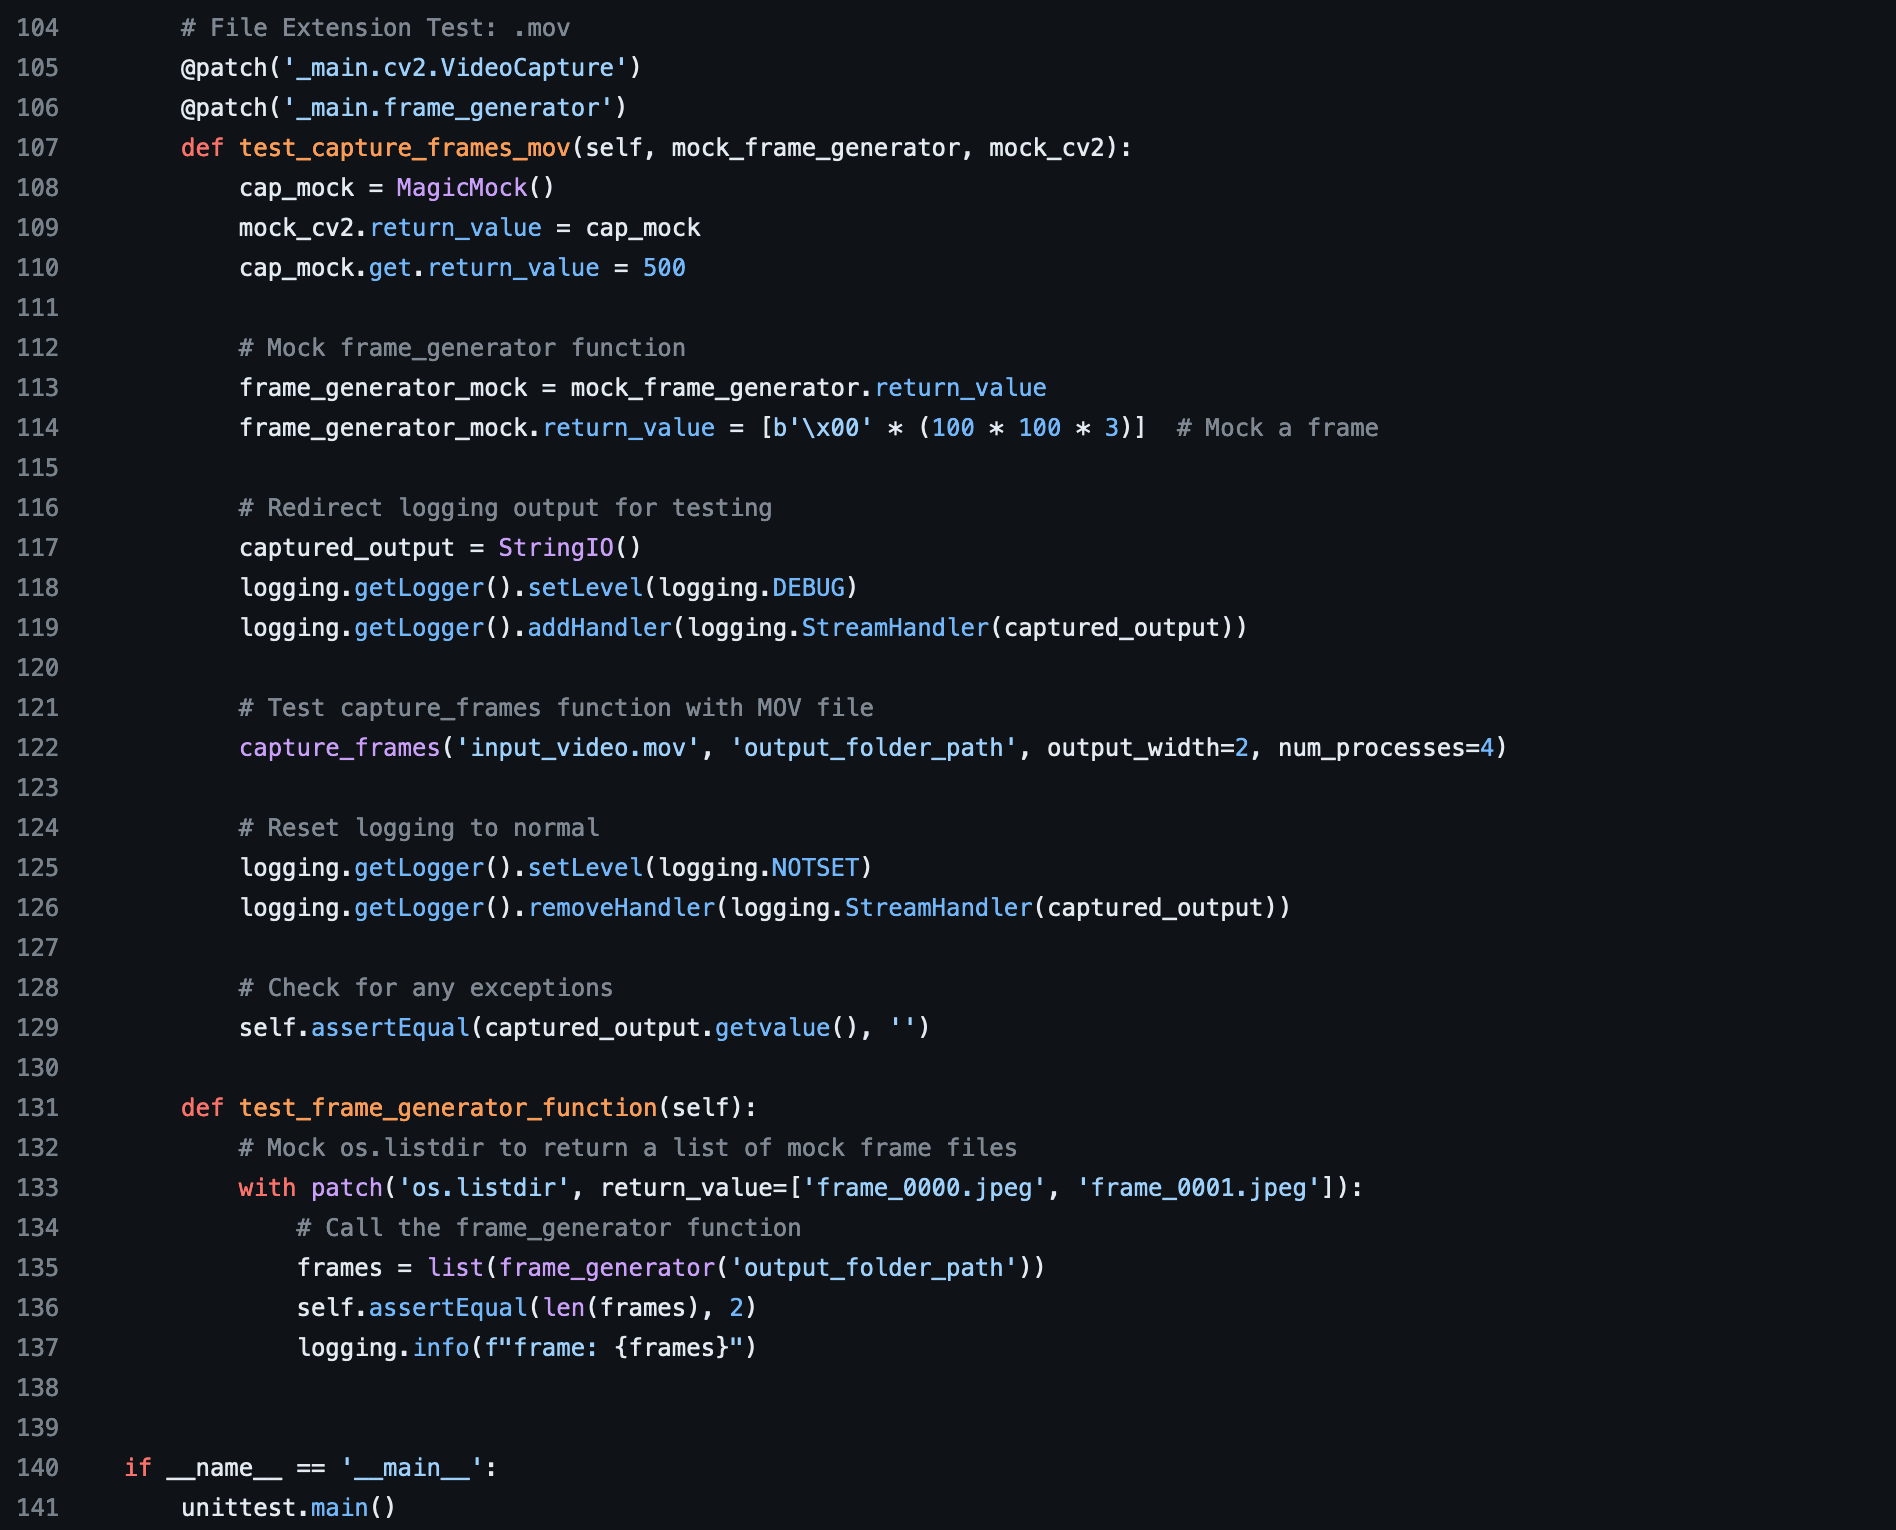 104 # File Extension Test: .mov
105 @patch('_main.cv2.VideoCapture')
106 @patch('_main.frame_generator')
107 def test_capture_frames_mov(self, mock_frame_generator, mock_cv2):
108 cap_mock = MagicMock()
109 mock_cv2.return_value = cap_mock
110 cap_mock.get.return_value = 500
111
112 # Mock frame_generator function
113 frame_generator_mock = mock_frame_generator.return_value
114 frame_generator_mock.return_value = [b'\x00' * (100 * 100 * 3)]  # Mock a frame
115
116 # Redirect logging output for testing
117 captured_output = StringIO()
118 logging.getLogger().setLevel(logging.DEBUG)
119 logging.getLogger().addHandler(logging.StreamHandler(captured_output))
120
121 # Test capture_frames function with MOV file
122 capture_frames('input_video.mov', 'output_folder_path', output_width=2, num_processes=4)
123
124 # Reset logging to normal
125 logging.getLogger().setLevel(logging.NOTSET)
126 logging.getLogger().removeHandler(logging.StreamHandler(captured_output))
127
128 # Check for any exceptions
129 self.assertEqual(captured_output.getvalue(), '')
130
131 def test_frame_generator_function(self):
132 # Mock os.listdir to return a list of mock frame files
133 with patch('os.listdir', return_value=['frame_0000.jpeg', 'frame_0001.jpeg']):
134 # Call the frame_generator function
135 frames = list(frame_generator('output_folder_path'))
136 self.assertEqual(len(frames), 2)
137 logging.info(f"frame: {frames}")
138
139
140 if __name__ == '__main__':
141 unittest.main()